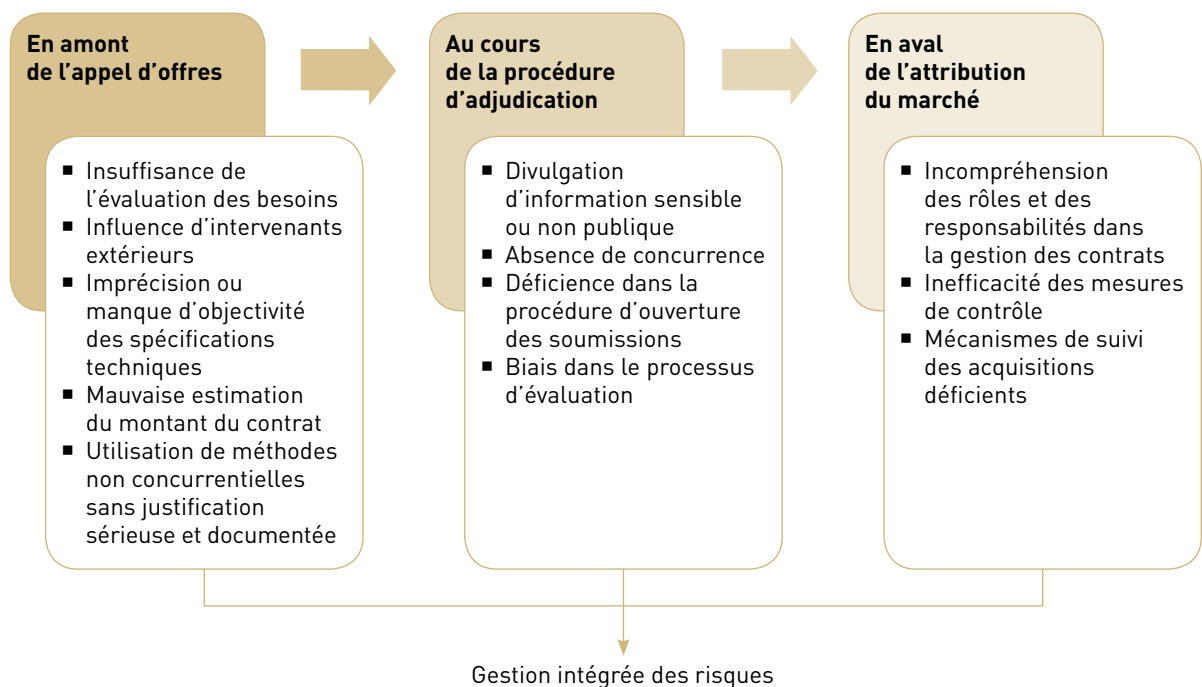 En amont
de l’appel d’offres
■ Insuffisance de
l’évaluation des besoins
■ Influence d’intervenants
extérieurs
■ Imprécision ou
manque d’objectivité
des spécifications
techniques
■ Mauvaise estimation
du montant du contrat
■ Utilisation de méthodes
non concurrentielles
sans justification
sérieuse et documentée
Au cours
de la procédure
d’adjudication
■ Divulgation
d’information sensible
ou non publique
■ Absence de concurrence
■ Déficience dans la
procédure d’ouverture
des soumissions
■ Biais dans le processus
d’évaluation
En aval
de l’attribution
du marché
■ Incompréhension
des rôles et des
responsabilités dans
la gestion des contrats
■ Inefficacité des mesures
de contrôle
■ Mécanismes de suivi
des acquisitions
déficients
Gestion intégrée des risques